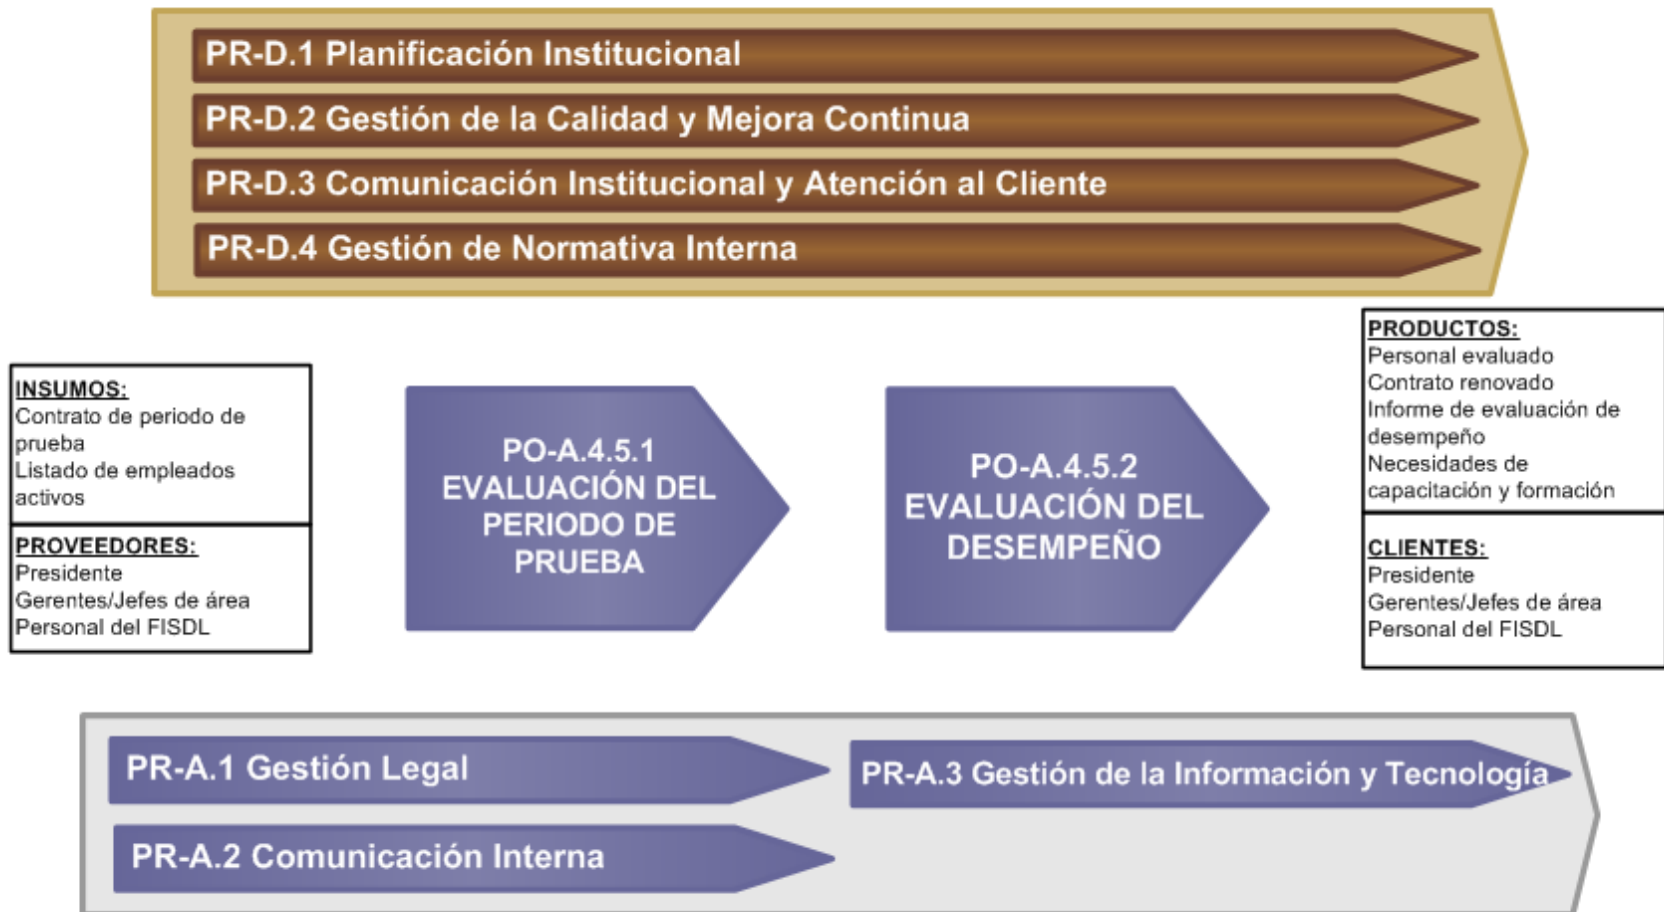 PR-D.1 Planificación Institucional
PR-D.2 Gestión de la Calidad y Mejora Continua
PR-D.3 Comunicación Institucional y Atención al Cliente
PR-D.4 Gestión de Normativa Interna
INSUMOS:
Contrato de periodo de
prueba
Listado de empleados
activos
PROVEEDORES:
Presidente
Gerentes/Jefes de área
Personal del FISDL
PO-A.4.5.1
EVALUACIÓN DEL
PERIODO DE
PRUEBA
PO-A.4.5.2
EVALUACIÓN DEL
DESEMPEÑO
PRODUCTOS:
Personal evaluado
Contrato renovado
Informe de evaluación de
desempeño
Necesidades de
capacitación y formación
CLIENTES:
Presidente
Gerentes/Jefes de área
Personal del FISDL
PR-A.1 Gestión Legal
PR-A.3 Gestión de la Información y Tecnología
PR-A.2 Comunicación Interna